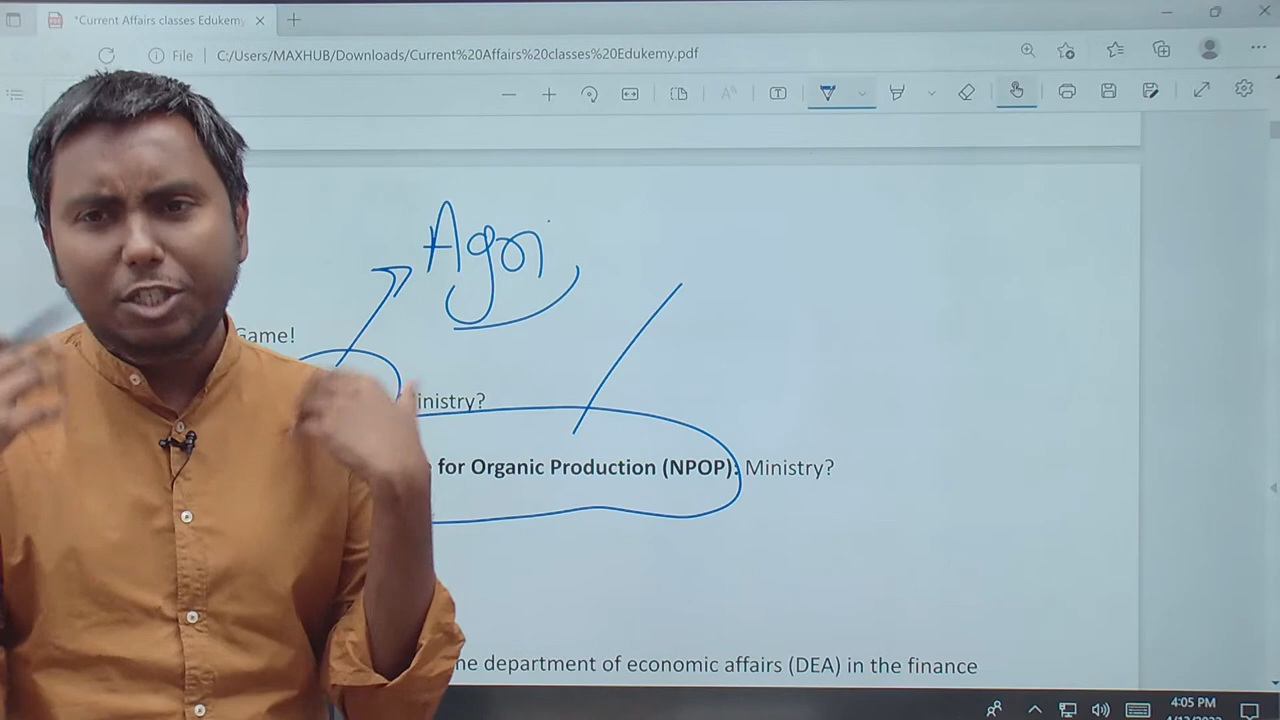 *Current Affairs classes Edukemy
File C:/Users/MAXHUB/Downloads/Current%20Affairs%20classes%20Edukemy.pdf
Agri
Game!
inistry?
for Organic Production (NPOP): Ministry?
he department of economic affairs (DEA) in the finance
4:05 PM